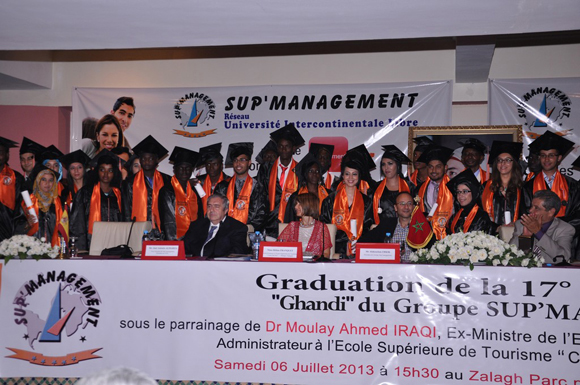 SUP'MANAGEMENT
Réseau
Université Intercontinentale Libre
SUP'MANAGEMENT
Graduation de la 17°
"Ghandi" du Groupe SUP'MA
sous le parrainage de Dr Moulay Ahmed IRAQI, Ex-Ministre de l'E
Administrateur à l'Ecole Supérieure de Tourisme "C
Samedi 06 Juillet 2013 à 15h30 au Zalagh Parc